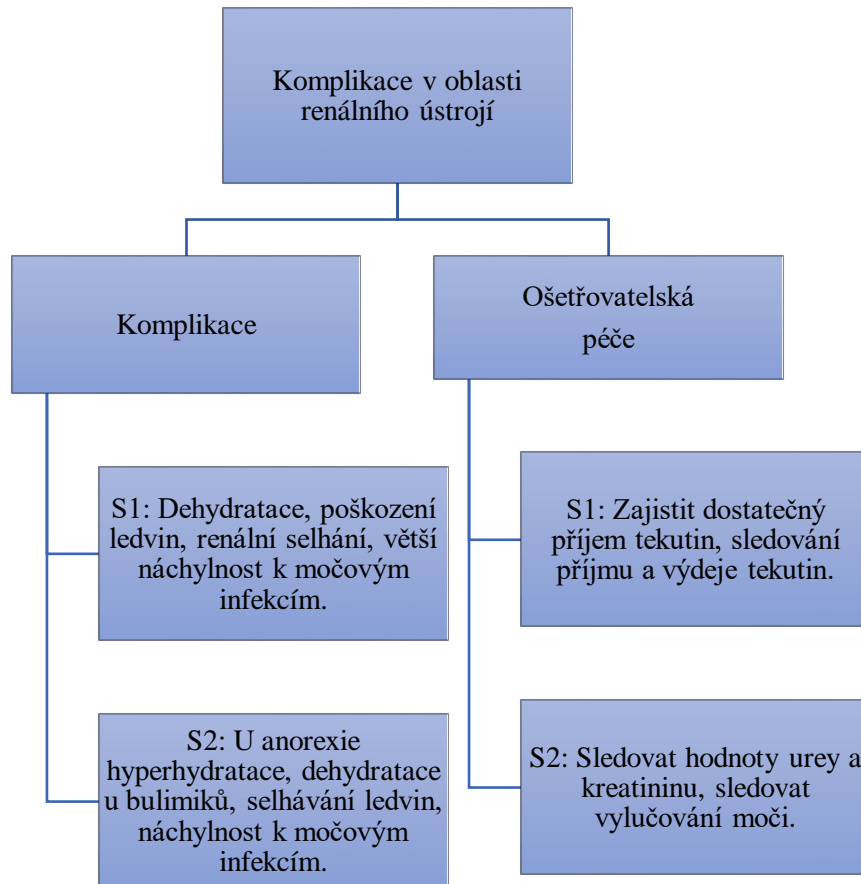 Komplikace v oblasti
renálního ústrojí
Komplikace
Ošetřovatelská
péče
S1: Dehydratace, poškození
ledvin, renální selhání, větší
náchylnost k močovým
infekcím.
S2: U anorexie
hyperhydratace, dehydratace
u bulimiků, selhávání ledvin,
náchylnost k močovým
infekcím.
S1: Zajistit dostatečný
příjem tekutin, sledování
příjmu a výdeje tekutin.
S2: Sledovat hodnoty urey a
kreatininu, sledovat
vylučování moči.